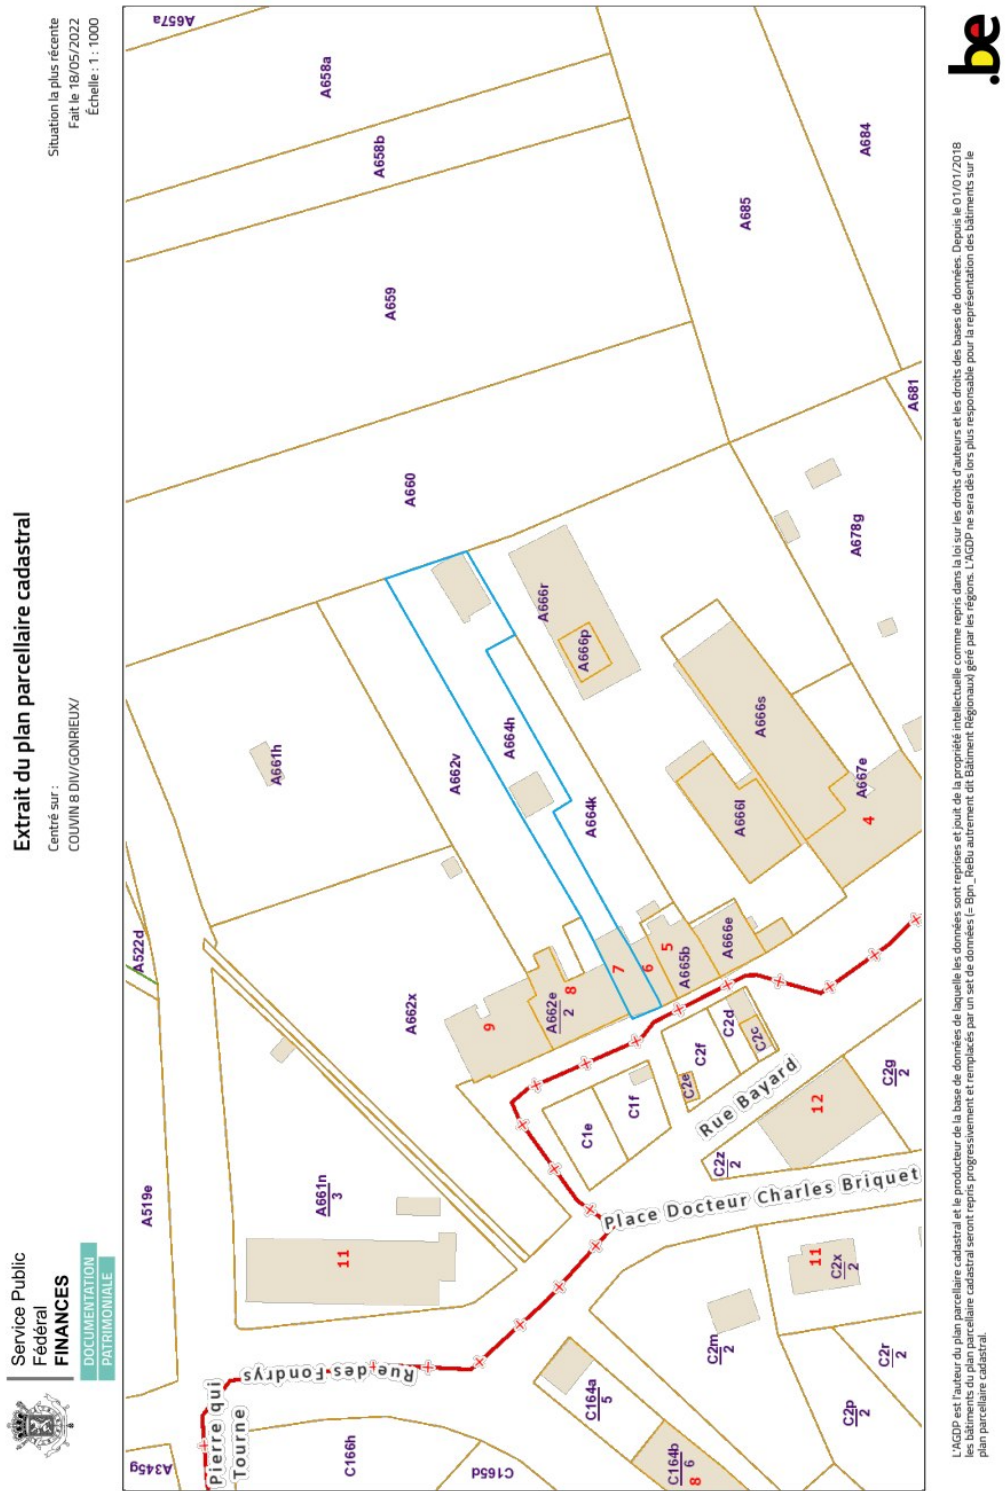 Service Public
Fédéral
FINANCES
DOCUMENTATION
PATRIMONIALE
Extrait du plan parcellaire cadastral
Centré sur :
COUVIN 8 DIV/GONRIEUX/
Situation la plus récente
Fait le 18/05/2022
Échelle : 1 : 1000
A345g
A519e
A522d
A657a
Pierre qui
Tourne
Rue des Fondrys
C166h
11
A661n
3
A661h
A658a
A658b
A659
A660
A662x
A662v
C165d
9
A662e
2
8
7
6
5
A664h
A664k
A666r
A666p
C164a
5
C164b
6
8
C1e
C1f
C2e
C2f
C2d
C2c
A665b
A666e
A666l
A666s
A667e
4
A685
A684
A681
A678g
Place Docteur Charles Briquet
Rue Bayard
C2m
2
C2z
2
12
C2g
2
11
C2x
2
C2p
2
C2r
2
L'AGDP est l'auteur du plan parcellaire cadastral et le producteur de la base de données de laquelle les données sont reprises et jouit de la propriété intellectuelle comme repris dans la loi sur les droits d'auteurs et les droits des bases de données. Depuis le 01/01/2018
les bâtiments du plan parcellaire cadastral seront repris progressivement et remplacés par un set de données (= Bpn_ReBu autrement dit Bâtiment Régionaux) géré par les régions. L'AGDP ne sera dès lors plus responsable pour la représentation des bâtiments sur le
plan parcellaire cadastral.
.be